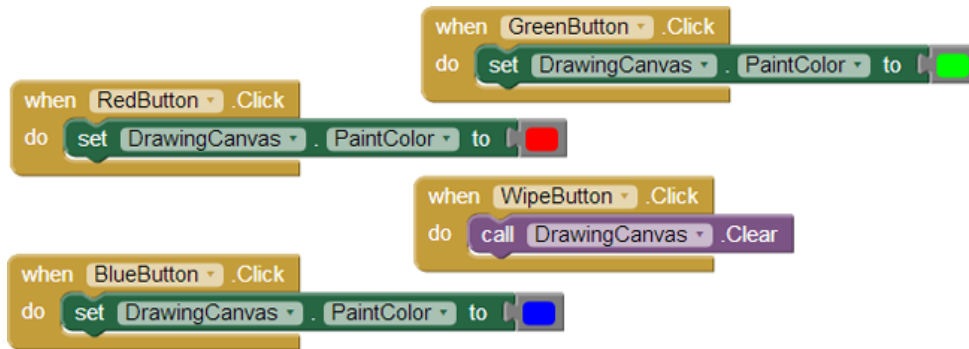 when GreenButton .Click
do set DrawingCanvas . PaintColor to
when RedButton .Click
do set DrawingCanvas . PaintColor to
when WipeButton .Click
do call DrawingCanvas .Clear
when BlueButton .Click
do set DrawingCanvas . PaintColor to